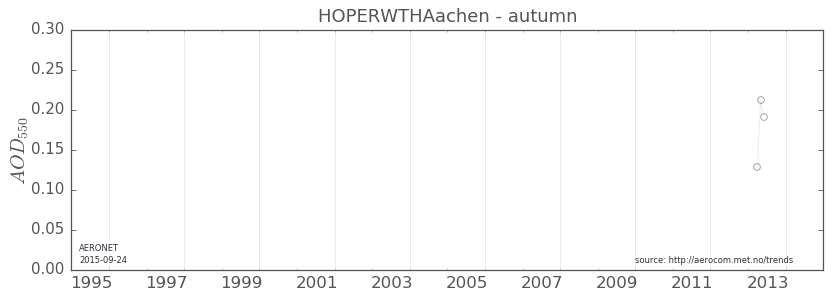 HOPERWTHAachen - autumn
0.30
0.25
0.20
0.15
0.10
0.05
0.00
AOD550
AERONET
2015-09-24
source: http://aerocom.met.no/trends
1995 1997 1999 2001 2003 2005 2007 2009 2011 2013